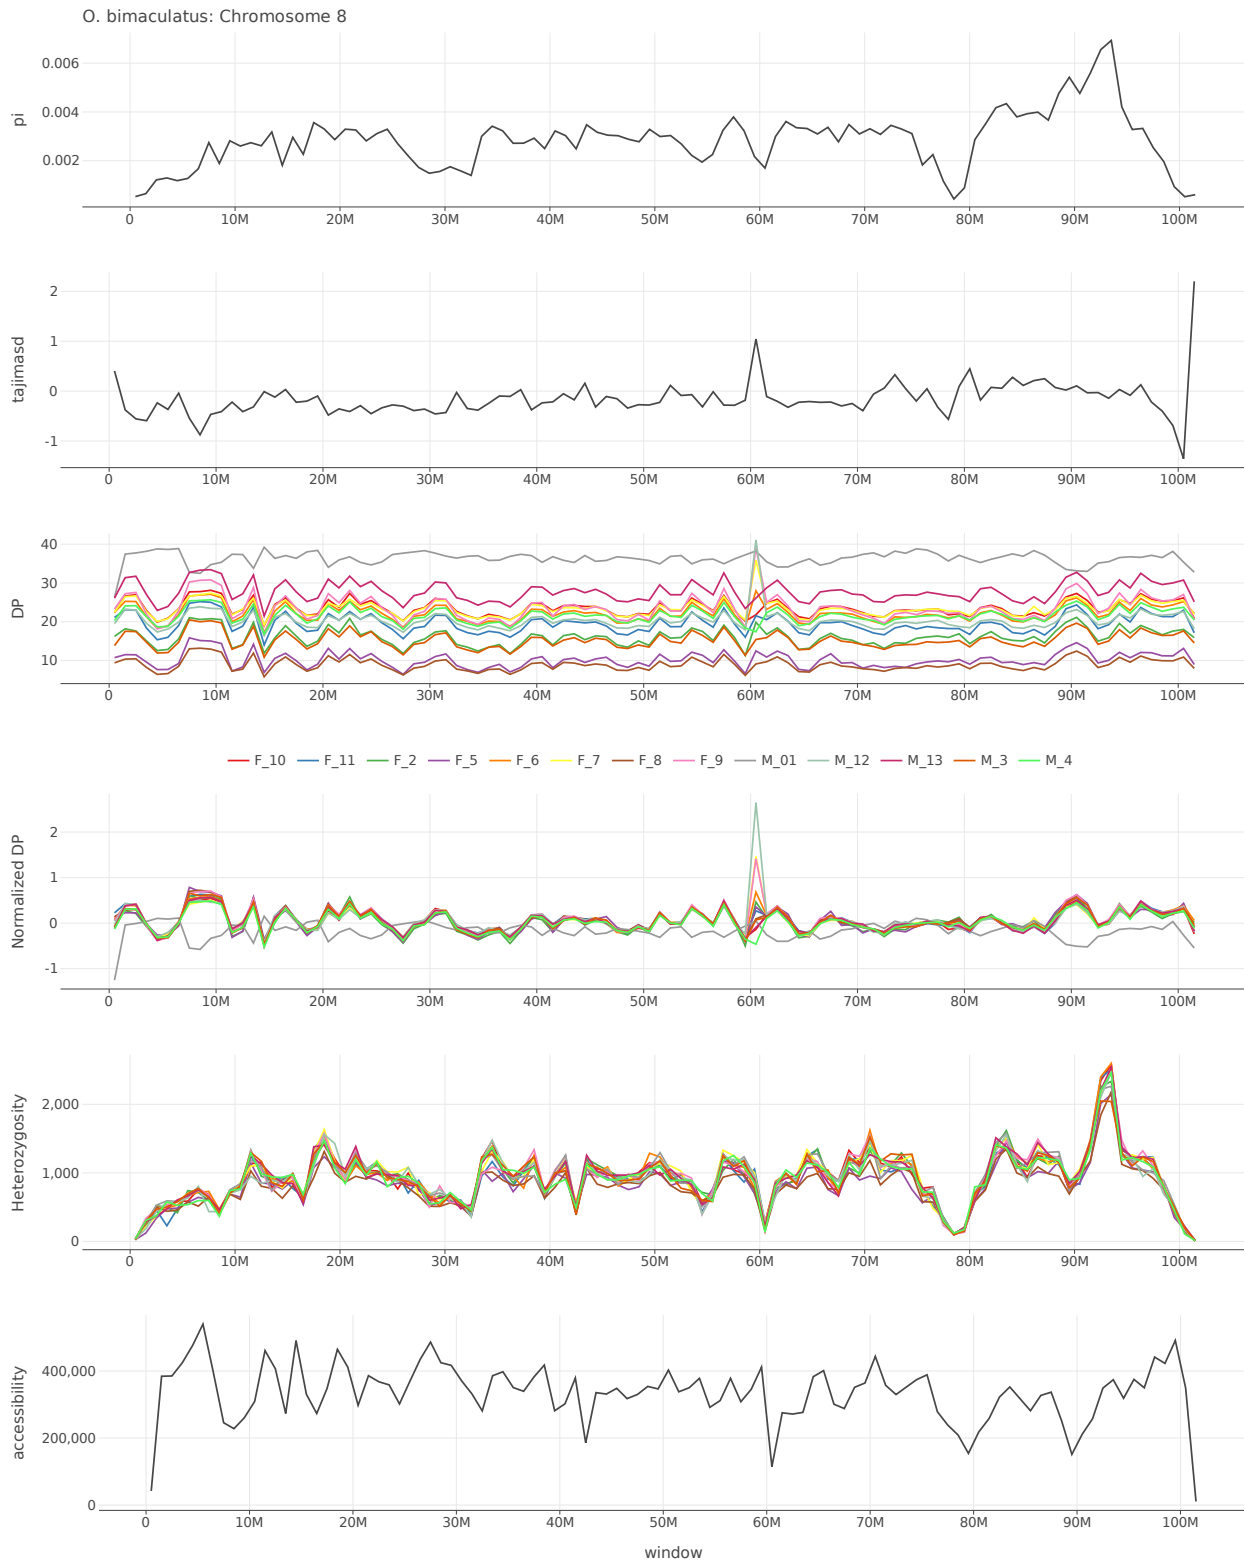 O. bimaculatus: Chromosome 8
pi
0.006
0.004
0.002
0 10M 20M 30M 40M 50M 60M 70M 80M 90M 100M
tajimasd
2
1
0
-1
0 10M 20M 30M 40M 50M 60M 70M 80M 90M 100M
DP
40
30
20
10
0 10M 20M 30M 40M 50M 60M 70M 80M 90M 100M
F_10 F_11 F_2 F_5 F_6 F_7 F_8 F_9 M_01 M_12 M_13 M_3 M_4
Normalized DP
2
1
0
-1
0 10M 20M 30M 40M 50M 60M 70M 80M 90M 100M
Heterozygosity
2,000
1,000
0
0 10M 20M 30M 40M 50M 60M 70M 80M 90M 100M
accessibility
400,000
200,000
0
0 10M 20M 30M 40M 50M 60M 70M 80M 90M 100M
window